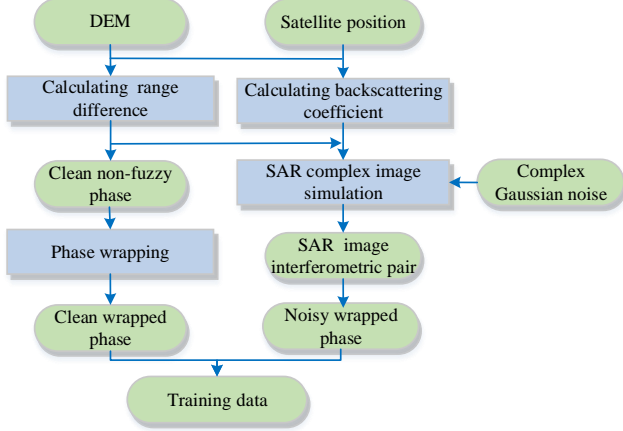 DEM
Satellite position
Calculating range
difference
Calculating backscattering
coefficient
Clean non-fuzzy
phase
SAR complex image
simulation
Complex
Gaussian noise
Phase wrapping
SAR image
interferometric pair
Clean wrapped
phase
Noisy wrapped
phase
Training data